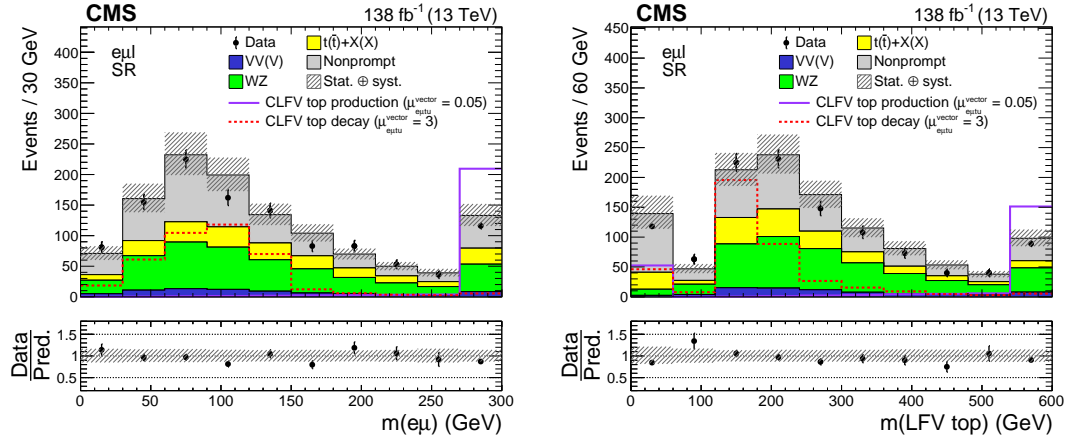 CMS 138 fb⁻¹ (13 TeV)
Events / 30 GeV
450
400
350
300
250
200
150
100
50
0
eμl
SR
Data
t(t̄)+X(X)
VV(V)
Nonprompt
WZ
Stat. ⊕ syst.
CLFV top production (μ^vector_eμtu = 0.05)
CLFV top decay (μ^vector_eμtu = 3)
Data
Pred.
1.5
1.0
0.5
0 50 100 150 200 250 300
m(eμ) (GeV)
CMS 138 fb⁻¹ (13 TeV)
Events / 60 GeV
450
400
350
300
250
200
150
100
50
0
eμl
SR
Data
t(t̄)+X(X)
VV(V)
Nonprompt
WZ
Stat. ⊕ syst.
CLFV top production (μ^vector_eμtu = 0.05)
CLFV top decay (μ^vector_eμtu = 3)
Data
Pred.
1.5
1.0
0.5
0 100 200 300 400 500 600
m(LFV top) (GeV)